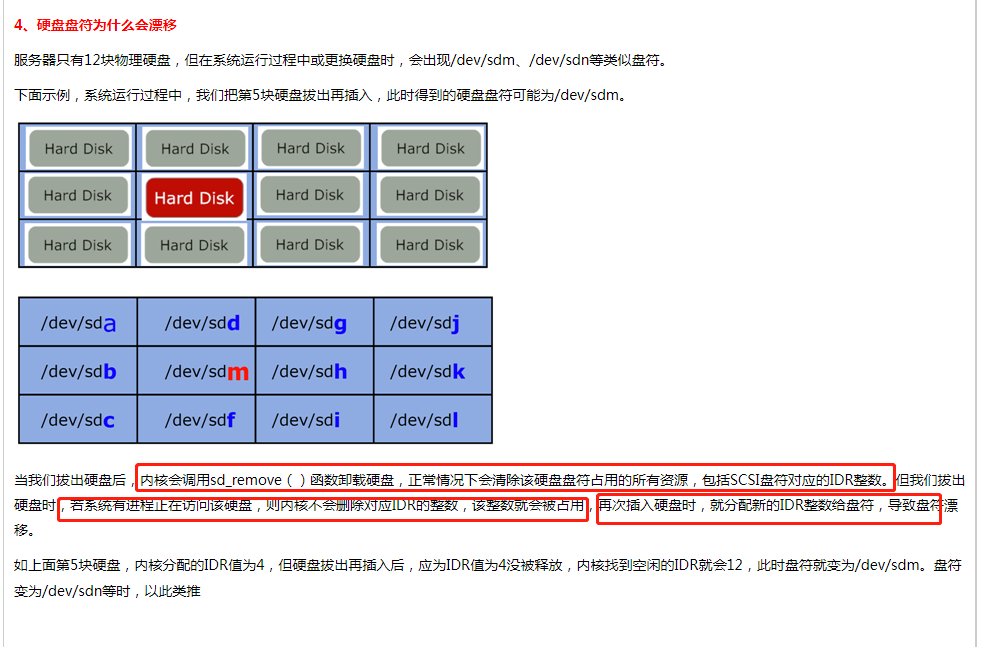 4、硬盘盘符为什么会漂移
服务器只有12块物理硬盘，但在系统运行过程中或更换硬盘时，会出现/dev/sdm、/dev/sdn等类似盘符。
下面示例，系统运行过程中，我们把第5块硬盘拔出再插入，此时得到的硬盘盘符可能为/dev/sdm。
Hard Disk Hard Disk Hard Disk Hard Disk
Hard Disk Hard Disk Hard Disk Hard Disk
Hard Disk Hard Disk Hard Disk Hard Disk
/dev/sda /dev/sdd /dev/sdg /dev/sdj
/dev/sdb /dev/sdm /dev/sdh /dev/sdk
/dev/sdc /dev/sdf /dev/sdi /dev/sdl
当我们拔出硬盘后，内核会调用sd_remove（）函数卸载硬盘，正常情况下会清除该硬盘盘符占用的所有资源，包括SCSI盘符对应的IDR整数。但我们拔出
硬盘时，若系统有进程正在访问该硬盘，则内核不会删除对应IDR的整数，该整数就会被占用，再次插入硬盘时，就分配新的IDR整数给盘符，导致盘符漂
移。
如上面第5块硬盘，内核分配的IDR值为4，但硬盘拔出再插入后，应为IDR值为4没被释放，内核找到空闲的IDR就会12，此时盘符就变为/dev/sdm。盘符
变为/dev/sdn等时，以此类推